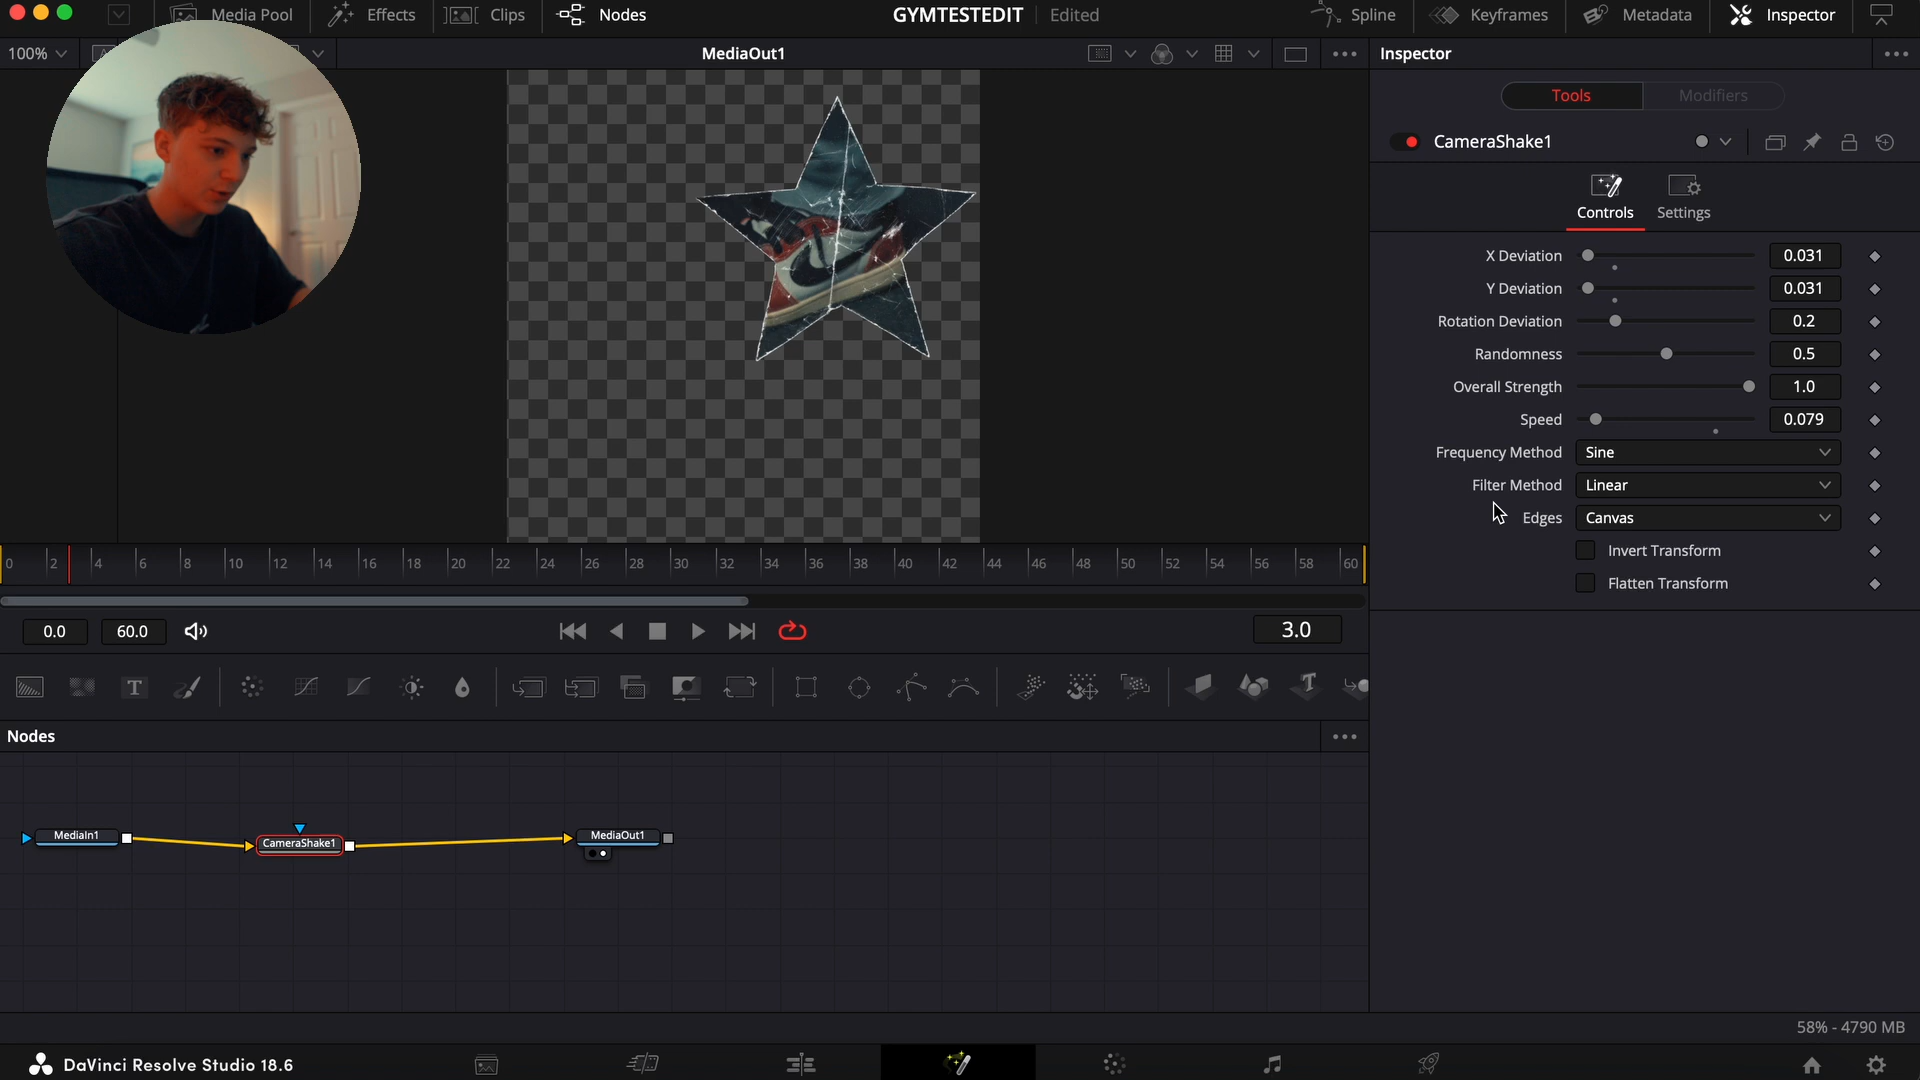 Media Pool
Effects
Clips
Nodes
GYMTESTEDIT
Edited
Spline
Keyframes
Metadata
Inspector
100%
MediaOut1
Inspector
Tools
Modifiers
CameraShake1
Controls
Settings
X Deviation
0.031
Y Deviation
0.031
Rotation Deviation
0.2
Randomness
0.5
Overall Strength
1.0
Speed
0.079
Frequency Method
Sine
Filter Method
Linear
Edges
Canvas
Invert Transform
Flatten Transform
0 2 4 6 8 10 12 14 16 18 20 22 24 26 28 30 32 34 36 38 40 42 44 46 48 50 52 54 56 58 60
0.0
60.0
3.0
T
T
Nodes
MediaIn1
CameraShake1
MediaOut1
58% - 4790 MB
DaVinci Resolve Studio 18.6